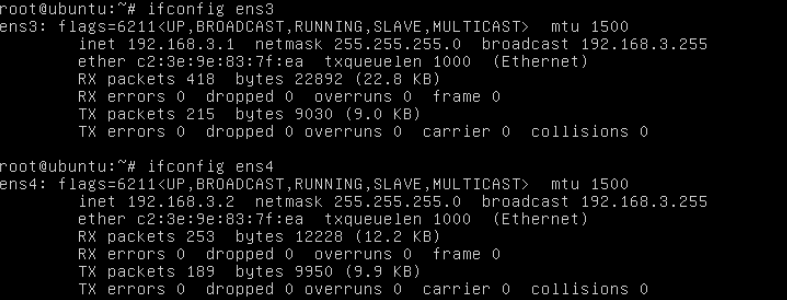 root@ubuntu:~# ifconfig ens3
ens3: flags=6211<UP,BROADCAST,RUNNING,SLAVE,MULTICAST>  mtu 1500
        inet 192.168.3.1  netmask 255.255.255.0  broadcast 192.168.3.255
        ether c2:3e:9e:83:7f:ea  txqueuelen 1000  (Ethernet)
        RX packets 418  bytes 22892 (22.8 KB)
        RX errors 0  dropped 0  overruns 0  frame 0
        TX packets 215  bytes 9030 (9.0 KB)
        TX errors 0  dropped 0 overruns 0  carrier 0  collisions 0

root@ubuntu:~# ifconfig ens4
ens4: flags=6211<UP,BROADCAST,RUNNING,SLAVE,MULTICAST>  mtu 1500
        inet 192.168.3.2  netmask 255.255.255.0  broadcast 192.168.3.255
        ether c2:3e:9e:83:7f:ea  txqueuelen 1000  (Ethernet)
        RX packets 253  bytes 12228 (12.2 KB)
        RX errors 0  dropped 0  overruns 0  frame 0
        TX packets 189  bytes 9950 (9.9 KB)
        TX errors 0  dropped 0 overruns 0  carrier 0  collisions 0